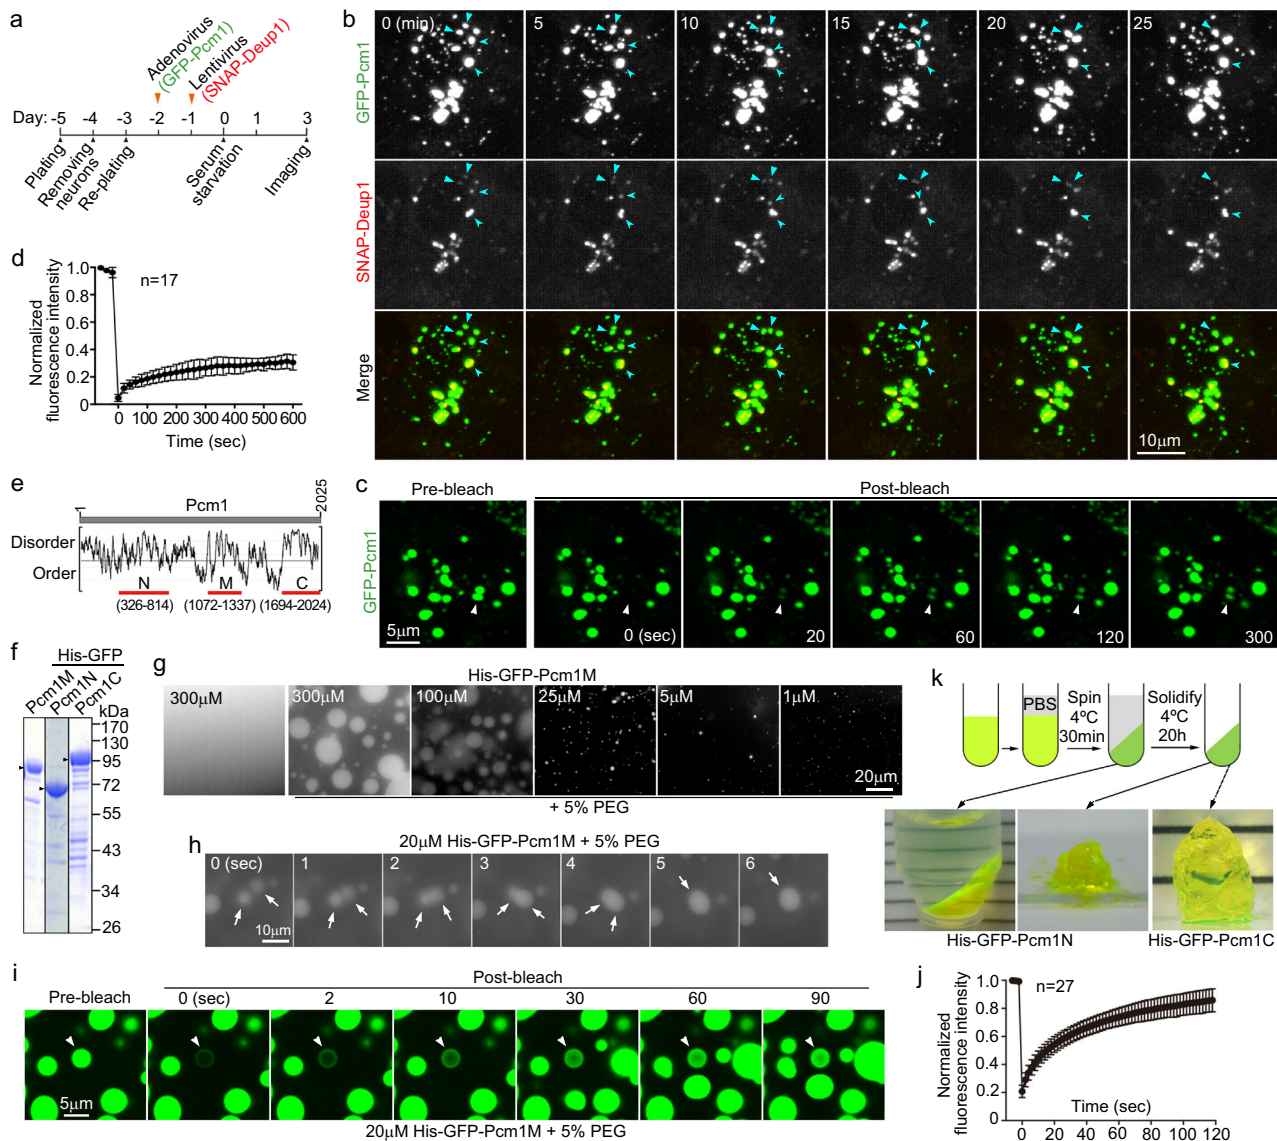 a
Adenovirus
(GFP-Pcm1)
Lentivirus
(SNAP-Deup1)
Day: -5 -4 -3 -2 -1 0 1 3
Plating
Removing
neurons
Re-plating
Serum
starvation
Imaging
b
0 (min) 5 10 15 20 25
GFP-Pcm1
SNAP-Deup1
Merge
10μm
d
Normalized
fluorescence intensity
1.0
0.8
0.6
0.4
0.2
0
n=17
0 100 200 300 400 500 600
Time (sec)
e
Pcm1
1
2025
Disorder
Order
N M C
(326-814) (1072-1337) (1694-2024)
c
Pre-bleach Post-bleach
GFP-Pcm1
5μm
0 (sec) 20 60 120 300
f
His-GFP
Pcm1M
Pcm1N
Pcm1C
kDa
170
130
95
72
55
43
34
26
g
His-GFP-Pcm1M
300μM 300μM 100μM 25μM 5μM 1μM
20μm
+ 5% PEG
h
20μM His-GFP-Pcm1M + 5% PEG
0 (sec) 1 2 3 4 5 6
10μm
k
PBS
Spin
4ºC
30min
Solidify
4ºC
20h
His-GFP-Pcm1N His-GFP-Pcm1C
i
Post-bleach
Pre-bleach 0 (sec) 2 10 30 60 90
5μm
20μM His-GFP-Pcm1M + 5% PEG
j
Normalized
fluorescence intensity
1.0
0.8
0.6
0.4
0.2
n=27
Time (sec)
0 20 40 60 80 100 120